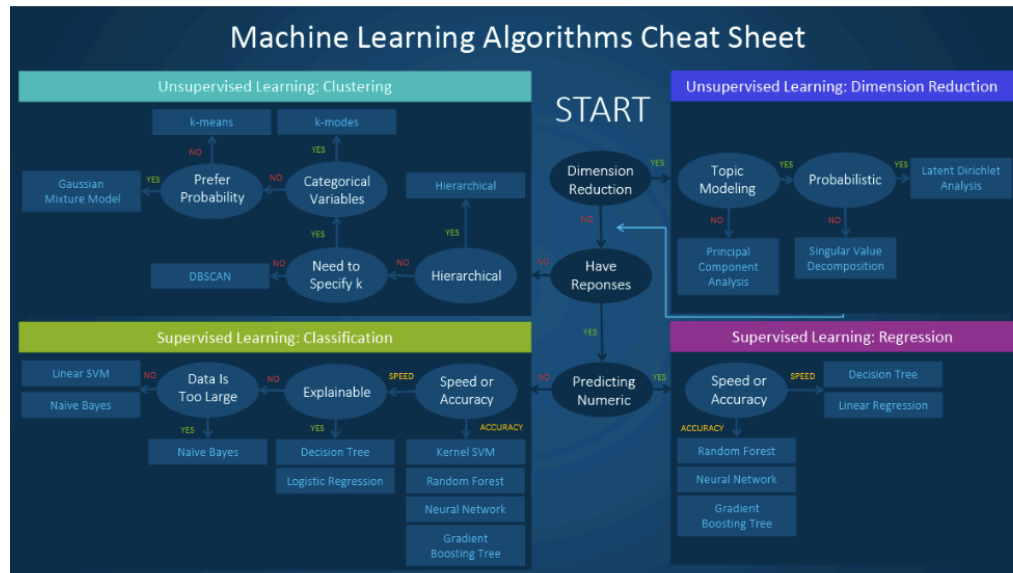 Machine Learning Algorithms Cheat Sheet
Unsupervised Learning: Clustering
START
Unsupervised Learning: Dimension Reduction
k-means
k-modes
NO
YES
Gaussian
Mixture Model
YES
Prefer
Probability
NO
Categorical
Variables
Hierarchical
YES
YES
DBSCAN
NO
Need to
Specify k
NO
Hierarchical
NO
Dimension
Reduction
YES
NO
Have
Reponses
YES
Topic
Modeling
YES
Probabilistic
YES
Latent Dirichlet
Analysis
NO
NO
Principal
Component
Analysis
Singular Value
Decomposition
Supervised Learning: Classification
Linear SVM
Naïve Bayes
NO
Data Is
Too Large
NO
Explainable
SPEED
Speed or
Accuracy
NO
Predicting
Numeric
YES
YES
YES
ACCURACY
Naïve Bayes
Decision Tree
Logistic Regression
Kernel SVM
Random Forest
Neural Network
Gradient
Boosting Tree
Supervised Learning: Regression
Speed or
Accuracy
SPEED
Decision Tree
Linear Regression
ACCURACY
Random Forest
Neural Network
Gradient
Boosting Tree